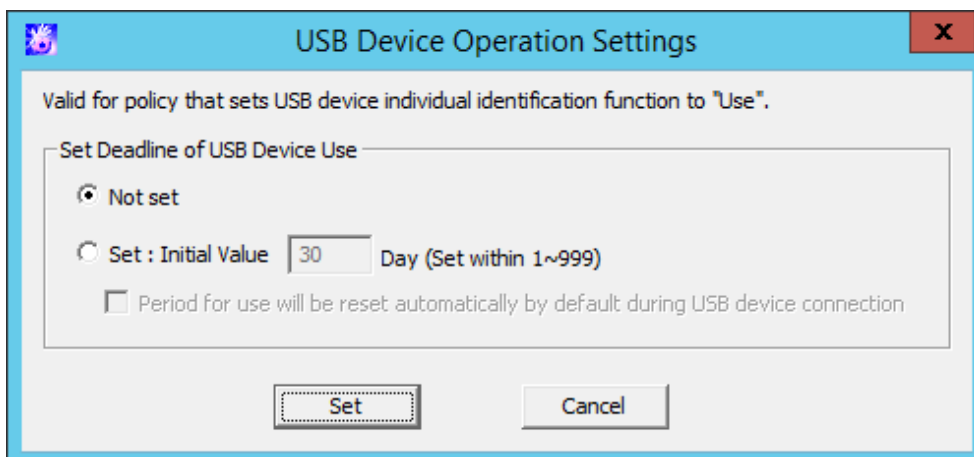 USB Device Operation Settings
x
Valid for policy that sets USB device individual identification function to "Use".
Set Deadline of USB Device Use
Not set
Set : Initial Value 30 Day (Set within 1~999)
Period for use will be reset automatically by default during USB device connection
Set Cancel